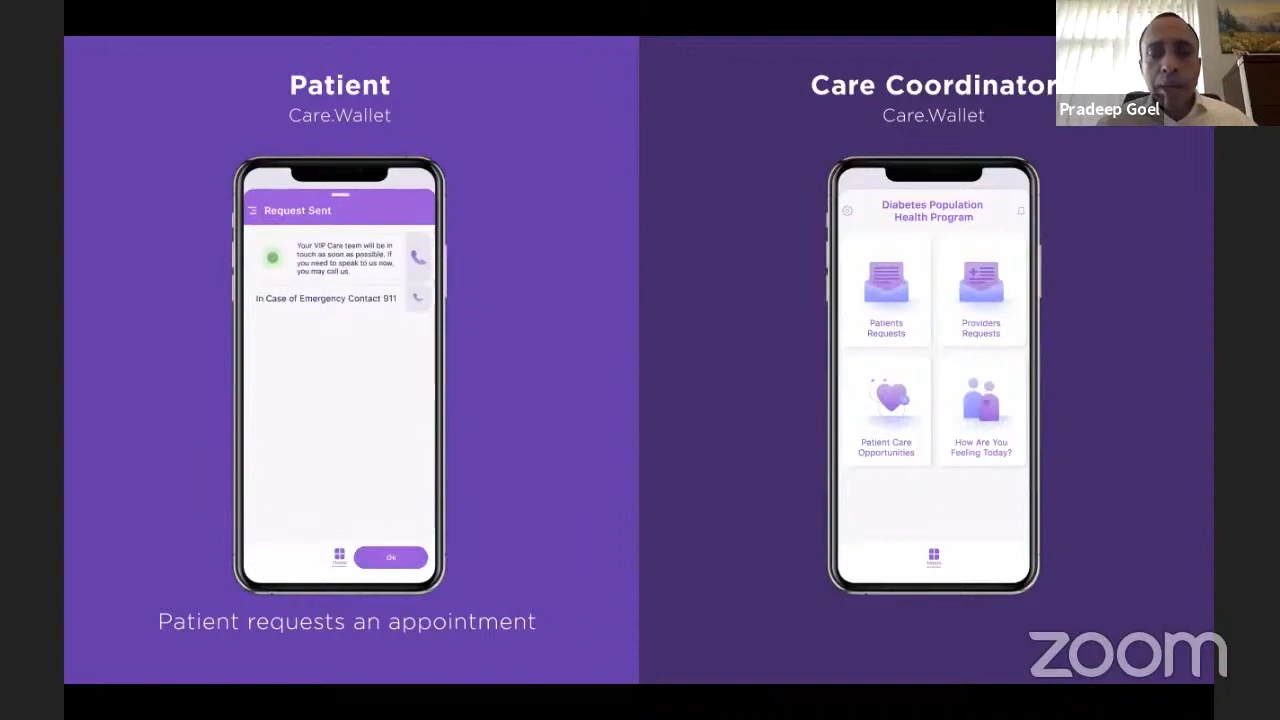 Patient
Care.Wallet
Request Sent
Your VIP Care team will be in
touch as soon as possible. If
you need to speak to us now,
you may call us.
In Case of Emergency Contact 911
Ok
Patient requests an appointment
Care Coordinator
Care.Wallet
Diabetes Population
Health Program
Patients
Requests
Providers
Requests
Patient Care
Opportunities
How Are You
Feeling Today?
Pradeep Goel
zoom